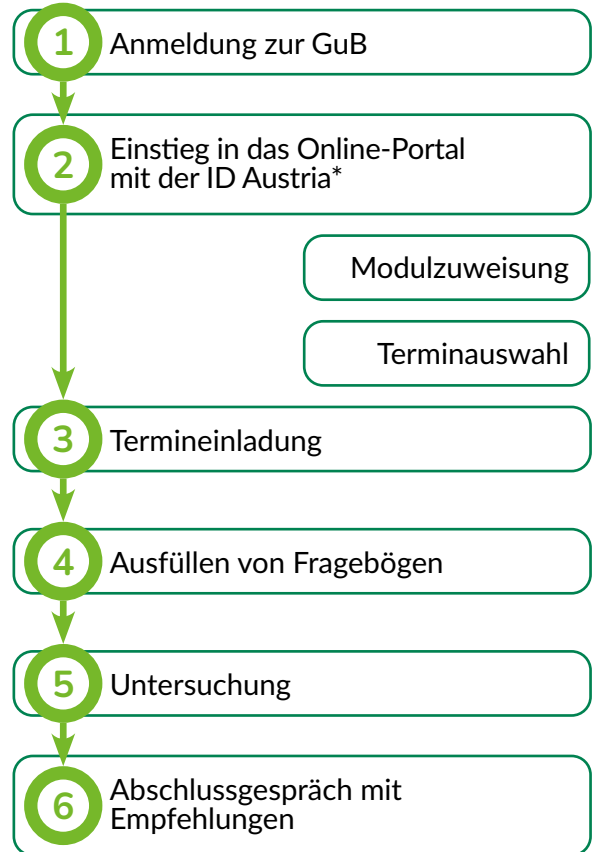 1 Anmeldung zur GuB
2 Einstieg in das Online-Portal
mit der ID Austria*
Modulzuweisung
Terminauswahl
3 Termineinladung
4 Ausfüllen von Fragebögen
5 Untersuchung
6 Abschlussgespräch mit
Empfehlungen